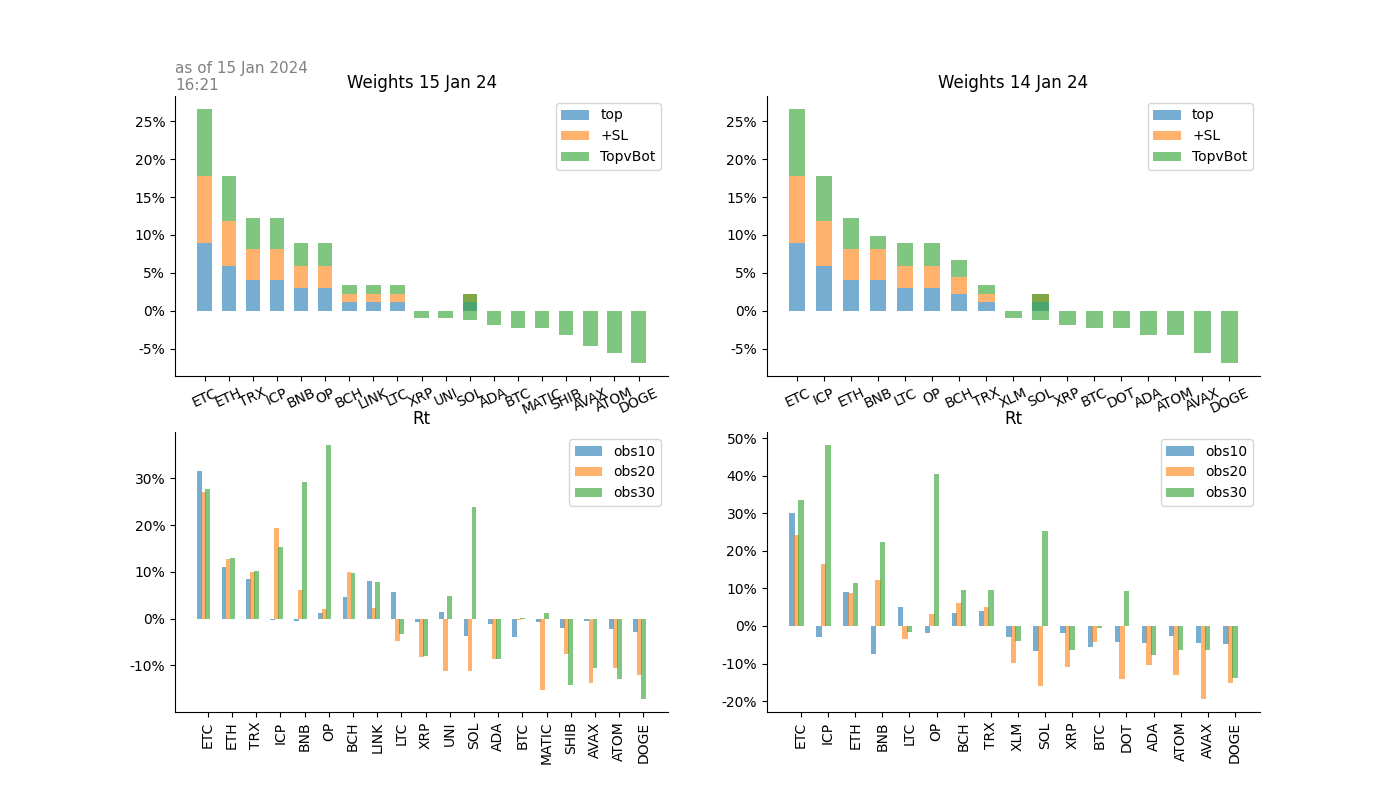 as of 15 Jan 2024
16:21
Weights 15 Jan 24
25%
20%
15%
10%
5%
0%
-5%
top
+SL
TopvBot
ETC ETH TRX ICP BNB OP BCH LINK LTC XRP UNI SOL ADA BTC MATIC SHIB AVAX ATOM DOGE
Weights 14 Jan 24
25%
20%
15%
10%
5%
0%
-5%
top
+SL
TopvBot
ETC ICP ETH BNB LTC OP BCH TRX XLM SOL XRP BTC DOT ADA ATOM AVAX DOGE
Rt
30%
20%
10%
0%
-10%
obs10
obs20
obs30
ETC ETH TRX ICP BNB OP BCH LINK LTC XRP UNI SOL ADA BTC MATIC SHIB AVAX ATOM DOGE
Rt
50%
40%
30%
20%
10%
0%
-10%
-20%
obs10
obs20
obs30
ETC ICP ETH BNB LTC OP BCH TRX XLM SOL XRP BTC DOT ADA ATOM AVAX DOGE